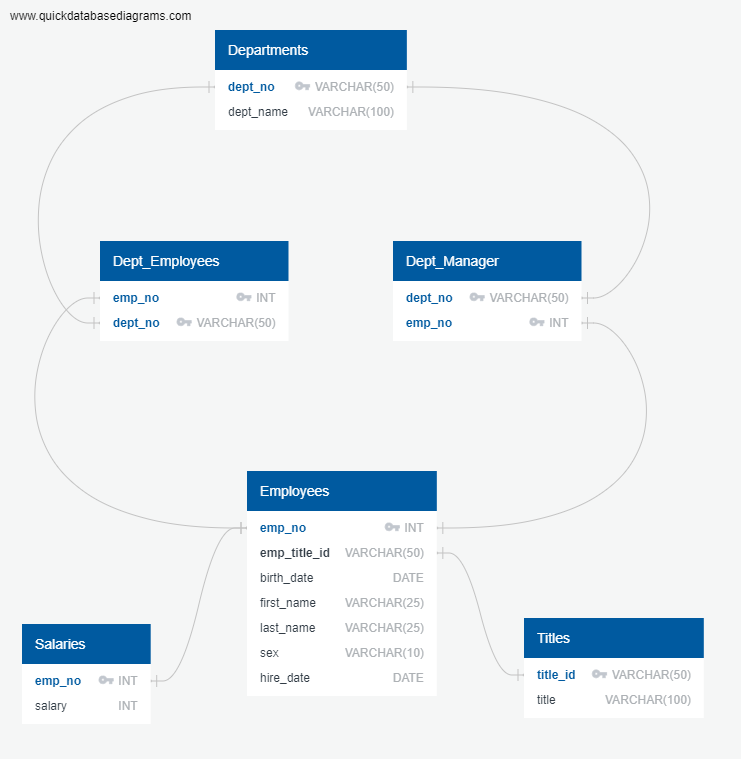 www.quickdatabasediagrams.com
Departments
dept_no VARCHAR(50)
dept_name VARCHAR(100)
Dept_Employees
emp_no INT
dept_no VARCHAR(50)
Dept_Manager
dept_no VARCHAR(50)
emp_no INT
Employees
emp_no INT
emp_title_id VARCHAR(50)
birth_date DATE
first_name VARCHAR(25)
last_name VARCHAR(25)
sex VARCHAR(10)
hire_date DATE
Salaries
emp_no INT
salary INT
Titles
title_id VARCHAR(50)
title VARCHAR(100)